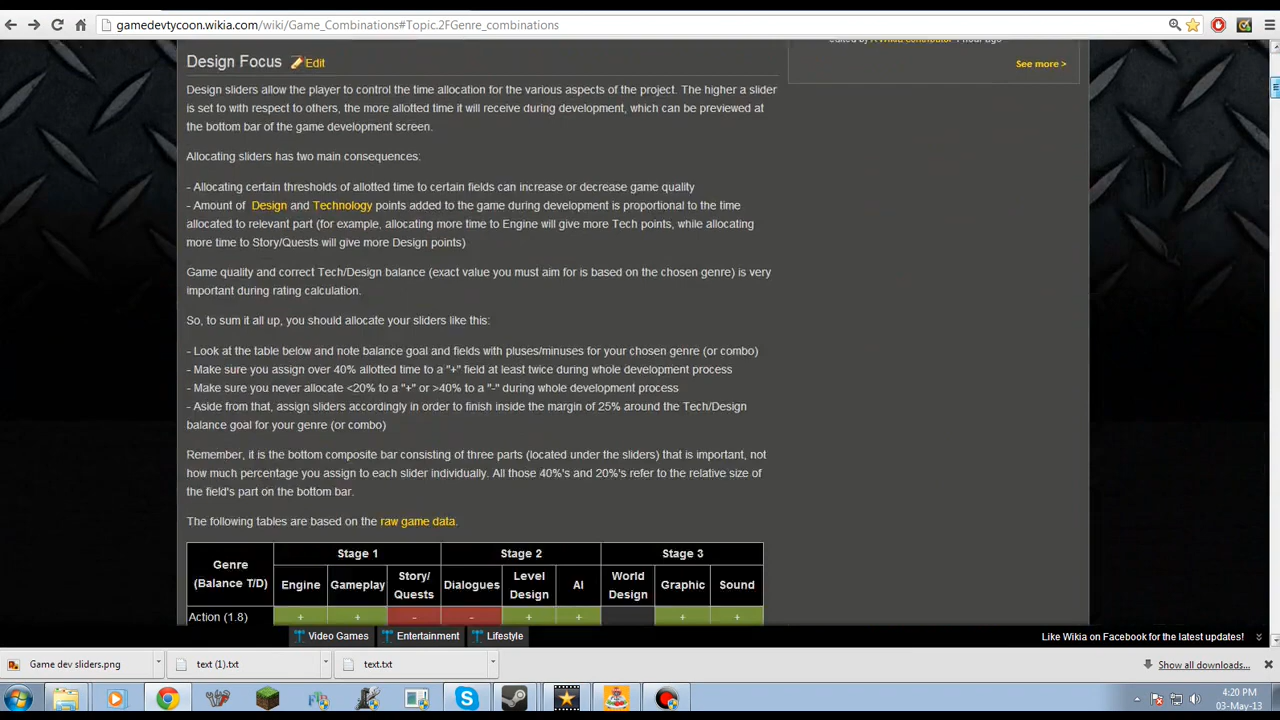 gamedevtycoon.wikia.com/wiki/Game_Combinations#Topic.2FGenre_combinations
Design Focus Edit
See more >
Design sliders allow the player to control the time allocation for the various aspects of the project. The higher a slider
is set to with respect to others, the more allotted time it will receive during development, which can be previewed at
the bottom bar of the game development screen.
Allocating sliders has two main consequences:
- Allocating certain thresholds of allotted time to certain fields can increase or decrease game quality
- Amount of Design and Technology points added to the game during development is proportional to the time
allocated to relevant part (for example, allocating more time to Engine will give more Tech points, while allocating
more time to Story/Quests will give more Design points)
Game quality and correct Tech/Design balance (exact value you must aim for is based on the chosen genre) is very
important during rating calculation.
So, to sum it all up, you should allocate your sliders like this:
- Look at the table below and note balance goal and fields with pluses/minuses for your chosen genre (or combo)
- Make sure you assign over 40% allotted time to a "+" field at least twice during whole development process
- Make sure you never allocate <20% to a "+" or >40% to a "-" during whole development process
- Aside from that, assign sliders accordingly in order to finish inside the margin of 25% around the Tech/Design
balance goal for your genre (or combo)
Remember, it is the bottom composite bar consisting of three parts (located under the sliders) that is important, not
how much percentage you assign to each slider individually. All those 40%'s and 20%'s refer to the relative size of
the field's part on the bottom bar.
The following tables are based on the raw game data.
Genre
(Balance T/D)
Stage 1 Stage 2 Stage 3
Engine Gameplay Story/
Quests Dialogues Level
Design AI World
Design Graphic Sound
Action (1.8) + + - - + + + +
Video Games Entertainment Lifestyle
Like Wikia on Facebook for the latest updates!
Game dev sliders.png text (1).txt text.txt
Show all downloads...
4:20 PM
03-May-13